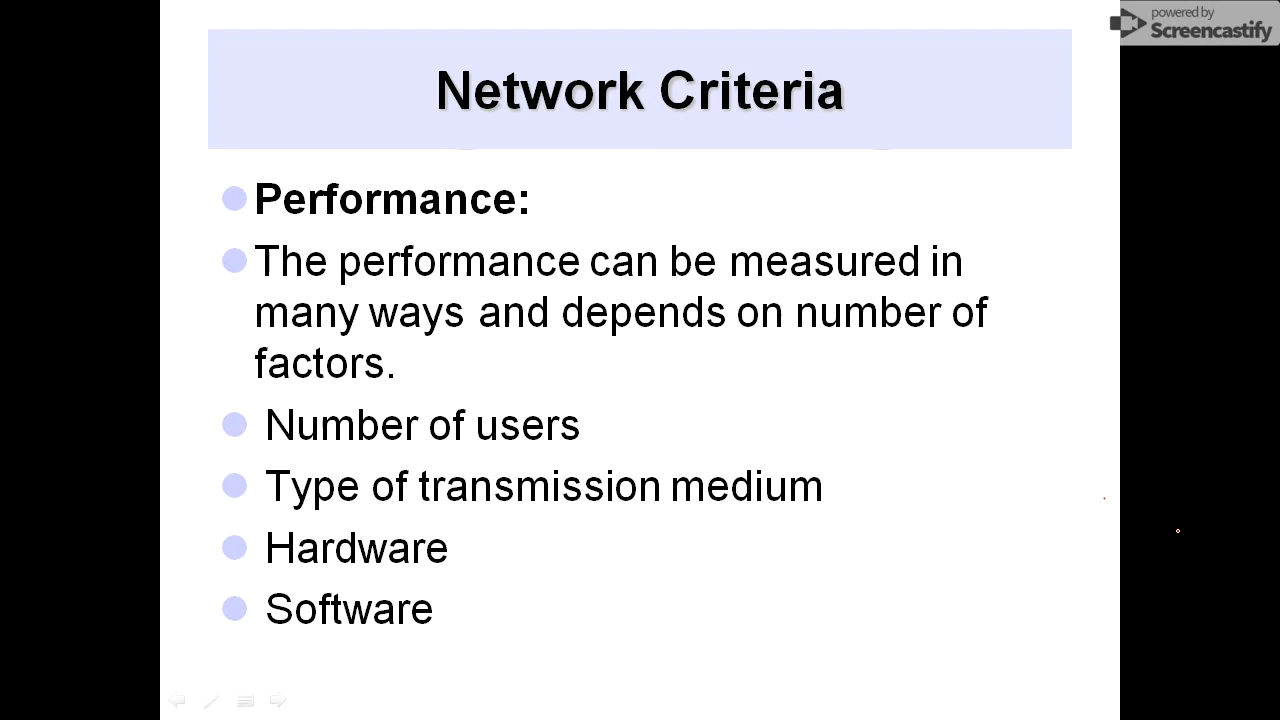 powered by
Screencastify
Network Criteria
Performance:
The performance can be measured in
many ways and depends on number of
factors.
Number of users
Type of transmission medium
Hardware
Software